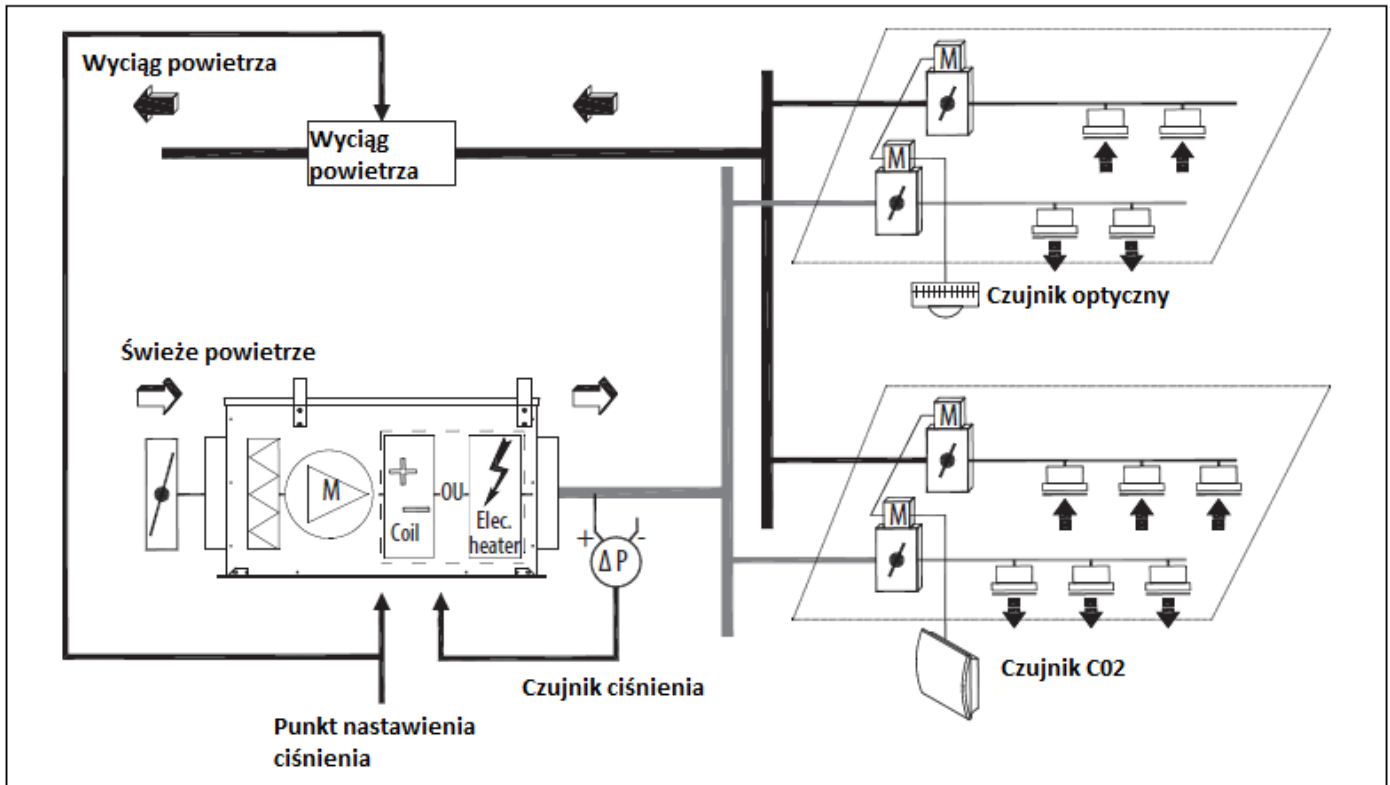 Wyciąg powietrza
Wyciąg
powietrza
M
M
Czujnik optyczny
Świeże powietrze
M
+
-
Coil
OU
Elec.
heater
+
-
Δ P
M
M
Czujnik ciśnienia
Czujnik C02
Punkt nastawienia
ciśnienia